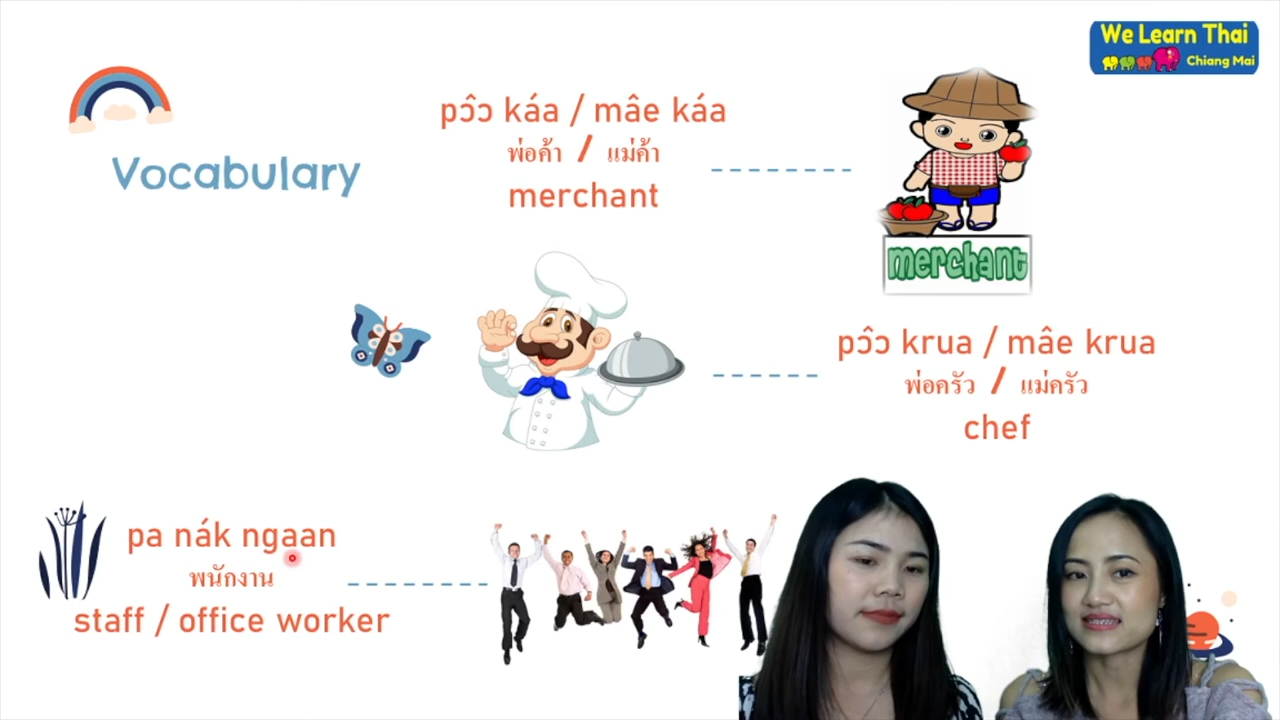 We Learn Thai
Chiang Mai
Vocabulary
pɔ̂ɔ káa / mâe káa
พ่อค้า / แม่ค้า
merchant
merchant
pɔ̂ɔ krua / mâe krua
พ่อครัว / แม่ครัว
chef
pa nák ngaan
พนักงาน
staff / office worker